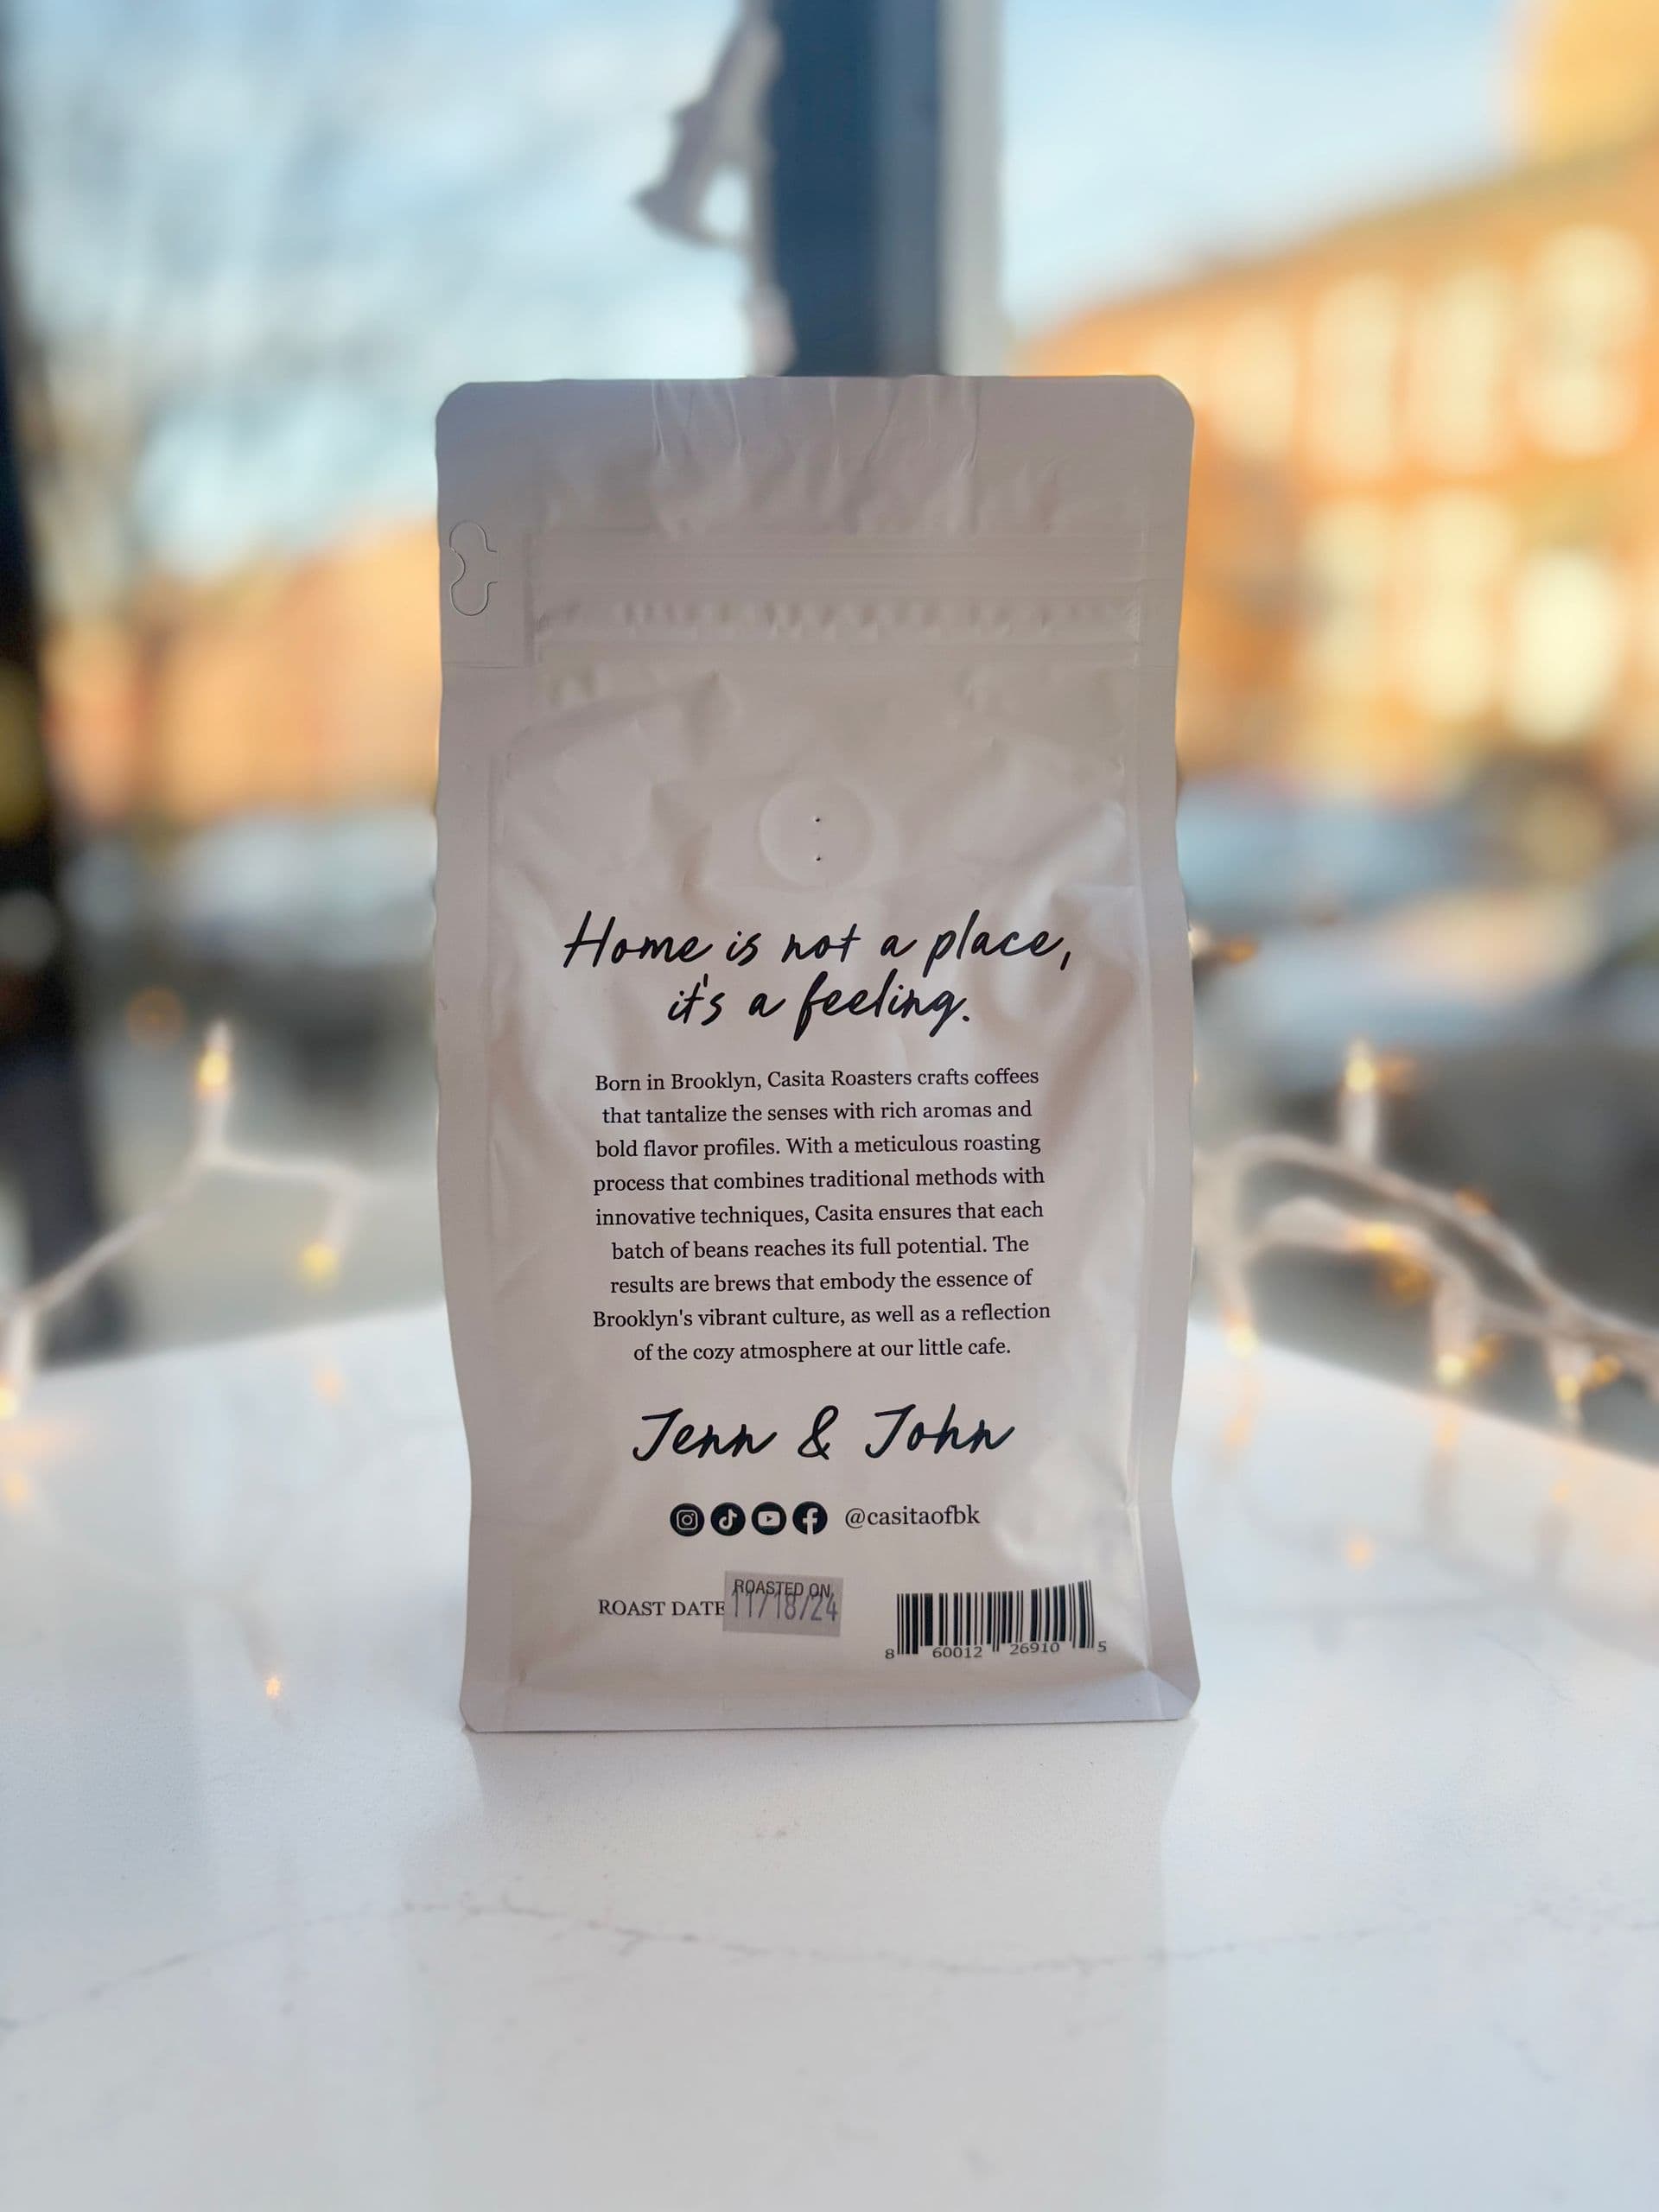 Home is not a place,
it's a feeling.
Born in Brooklyn, Casita Roasters crafts coffees
that tantalize the senses with rich aromas and
bold flavor profiles. With a meticulous roasting
process that combines traditional methods with
innovative techniques, Casita ensures that each
batch of beans reaches its full potential. The
results are brews that embody the essence of
Brooklyn's vibrant culture, as well as a reflection
of the cozy atmosphere at our little cafe.
Jenn & John
@casitaofbk
ROAST DATE ROASTED ON
11/18/24
8 60012 26910 5